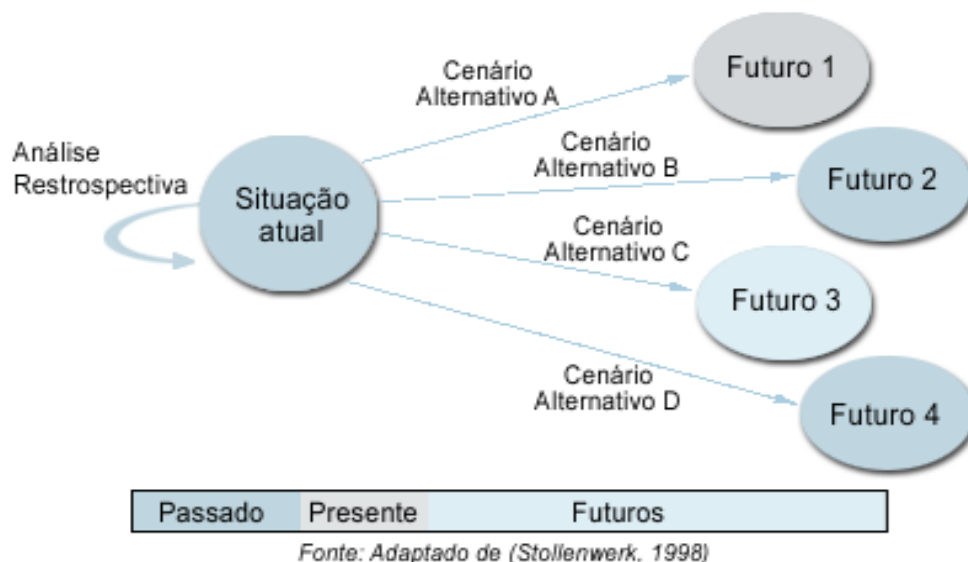 Cenário
Alternativo A
Futuro 1
Análise
Restrospectiva
Situação
atual
Cenário
Alternativo B
Futuro 2
Cenário
Alternativo C
Futuro 3
Cenário
Alternativo D
Futuro 4
Passado Presente Futuros
Fonte: Adaptado de (Stollenwerk, 1998)